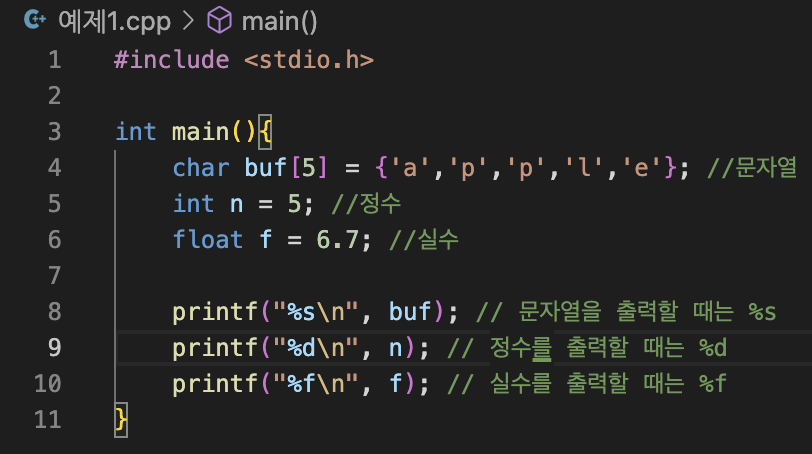 예제1.cpp > main()
1 #include <stdio.h>
2
3 int main(){
4 char buf[5] = {'a','p','p','l','e'}; //문자열
5 int n = 5; //정수
6 float f = 6.7; //실수
7
8 printf("%s\n", buf); // 문자열을 출력할 때는 %s
9 printf("%d\n", n); // 정수를 출력할 때는 %d
10 printf("%f\n", f); // 실수를 출력할 때는 %f
11 }